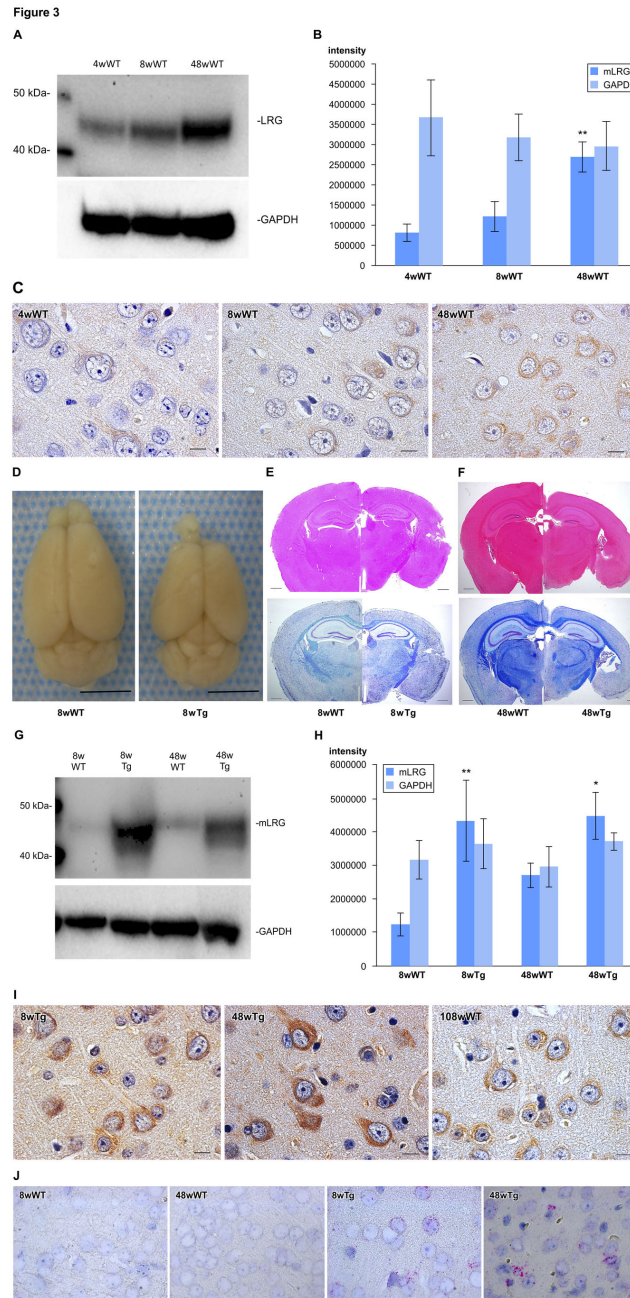 Figure 3
A
4wWT 8wWT 48wWT
50 kDa-
-LRG
40 kDa-
-GAPDH
B
intensity
5000000
4500000
4000000
3500000
3000000
2500000
2000000
1500000
1000000
500000
0
mLRG
GAPD
**
4wWT 8wWT 48wWT
C
4wWT 8wWT 48wWT
D
8wWT 8wTg
E
8wWT 8wTg
F
48wWT 48wTg
G
8w WT
8w Tg
48w WT
48w Tg
50 kDa-
-mLRG
40 kDa-
-GAPDH
H
intensity
6000000
5000000
4000000
3000000
2000000
1000000
0
mLRG
GAPDH
** *
8wWT 8wTg 48wWT 48wTg
I
8wTg 48wTg 108wWT
J
8wWT 48wWT 8wTg 48wTg